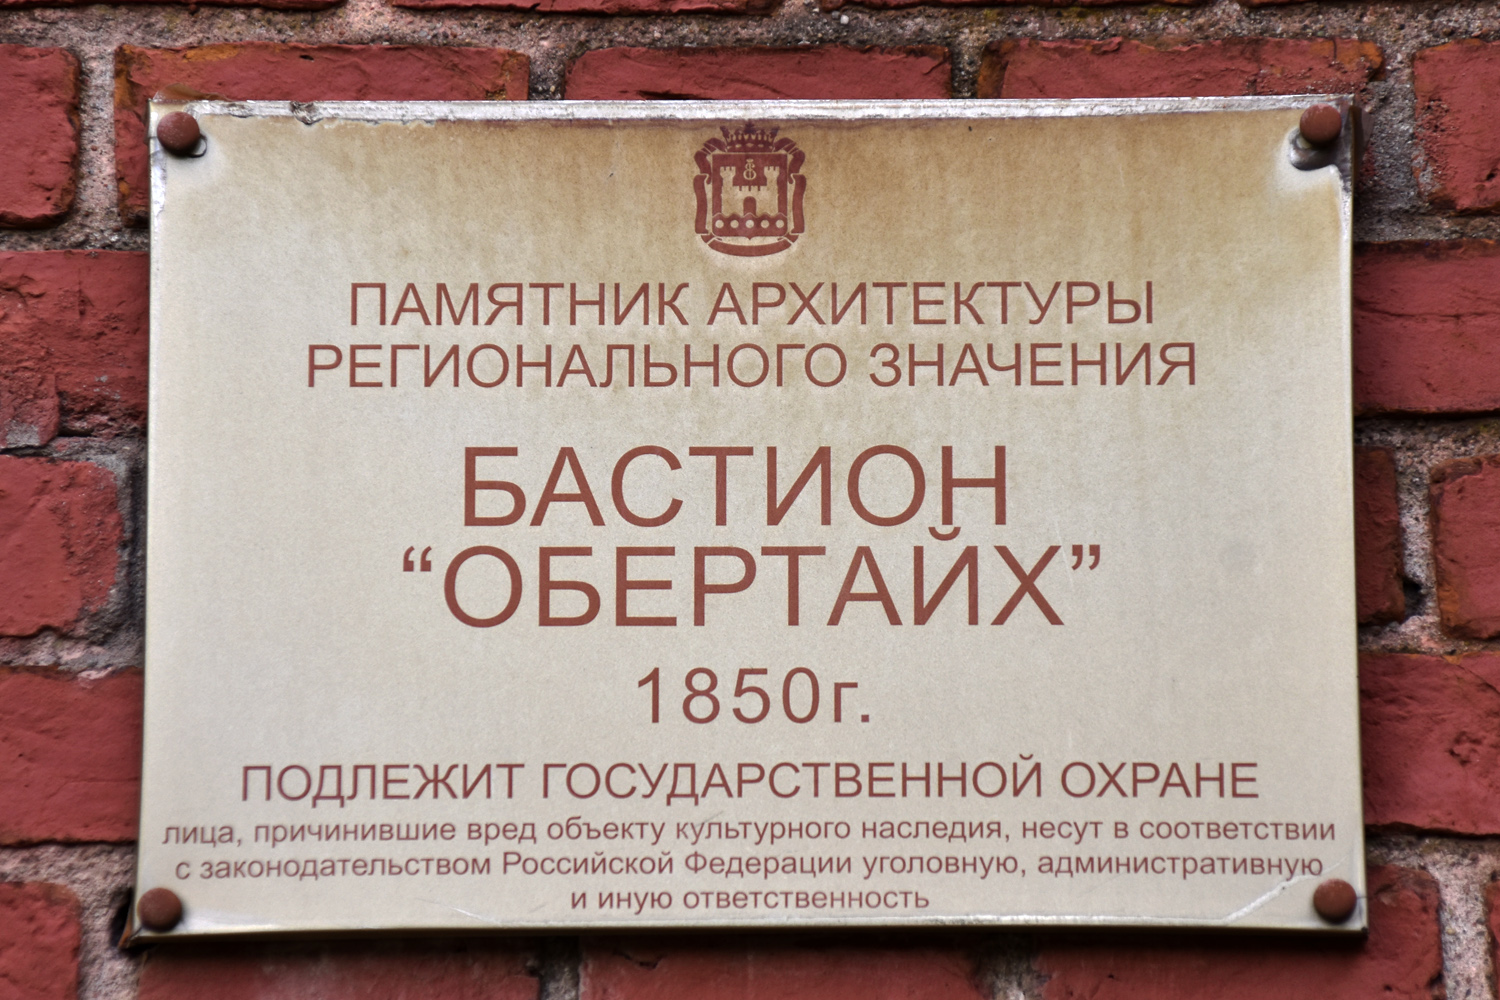 ПАМЯТНИК АРХИТЕКТУРЫ
РЕГИОНАЛЬНОГО ЗНАЧЕНИЯ
БАСТИОН
“ОБЕРТАЙХ”
1850г.
ПОДЛЕЖИТ ГОСУДАРСТВЕННОЙ ОХРАНЕ
лица, причинившие вред объекту культурного наследия, несут в соответствии
с законодательством Российской Федерации уголовную, административную
и иную ответственность